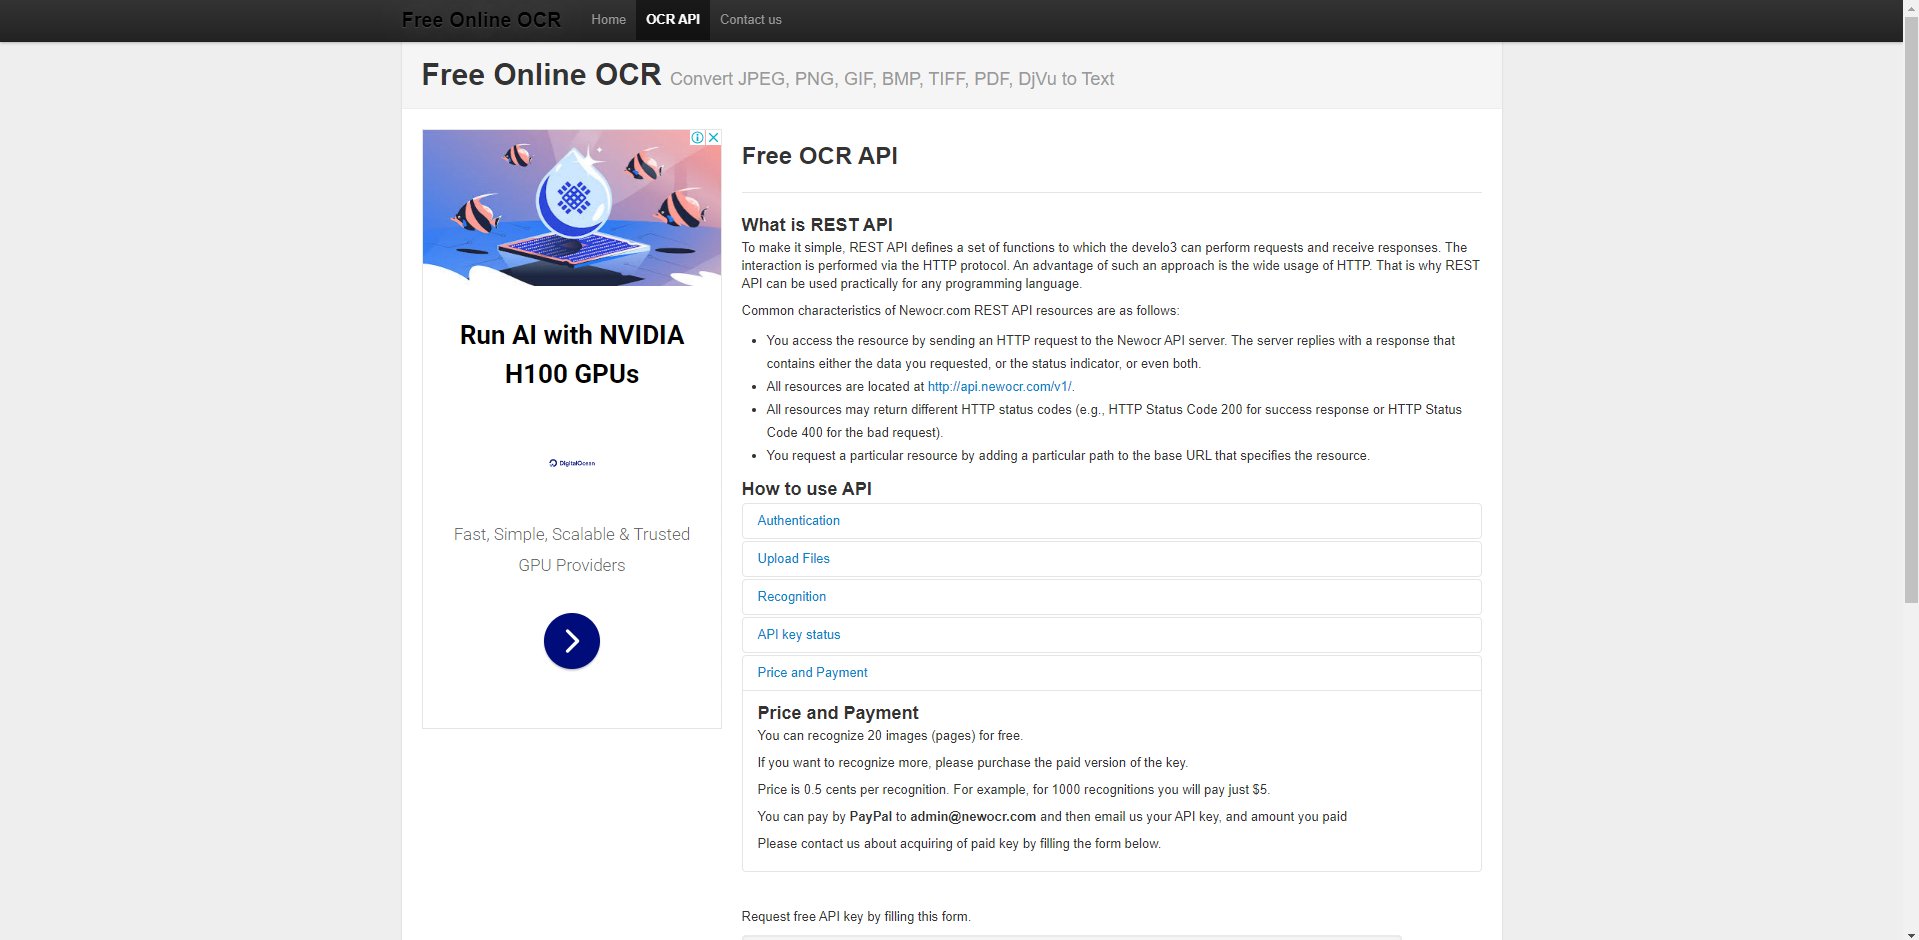 Free Online OCR
Home
OCR API
Contact us
Free Online OCR Convert JPEG, PNG, GIF, BMP, TIFF, PDF, DjVu to Text
Run AI with NVIDIA
H100 GPUs
DigitalOcean
Fast, Simple, Scalable & Trusted
GPU Providers
Free OCR API
What is REST API
To make it simple, REST API defines a set of functions to which the develo3 can perform requests and receive responses. The
interaction is performed via the HTTP protocol. An advantage of such an approach is the wide usage of HTTP. That is why REST
API can be used practically for any programming language.
Common characteristics of Newocr.com REST API resources are as follows:
• You access the resource by sending an HTTP request to the Newocr API server. The server replies with a response that
contains either the data you requested, or the status indicator, or even both.
• All resources are located at http://api.newocr.com/v1/.
• All resources may return different HTTP status codes (e.g., HTTP Status Code 200 for success response or HTTP Status
Code 400 for the bad request).
• You request a particular resource by adding a particular path to the base URL that specifies the resource.
How to use API
Authentication
Upload Files
Recognition
API key status
Price and Payment
Price and Payment
You can recognize 20 images (pages) for free.
If you want to recognize more, please purchase the paid version of the key.
Price is 0.5 cents per recognition. For example, for 1000 recognitions you will pay just $5.
You can pay by PayPal to admin@newocr.com and then email us your API key, and amount you paid
Please contact us about acquiring of paid key by filling the form below.
Request free API key by filling this form.